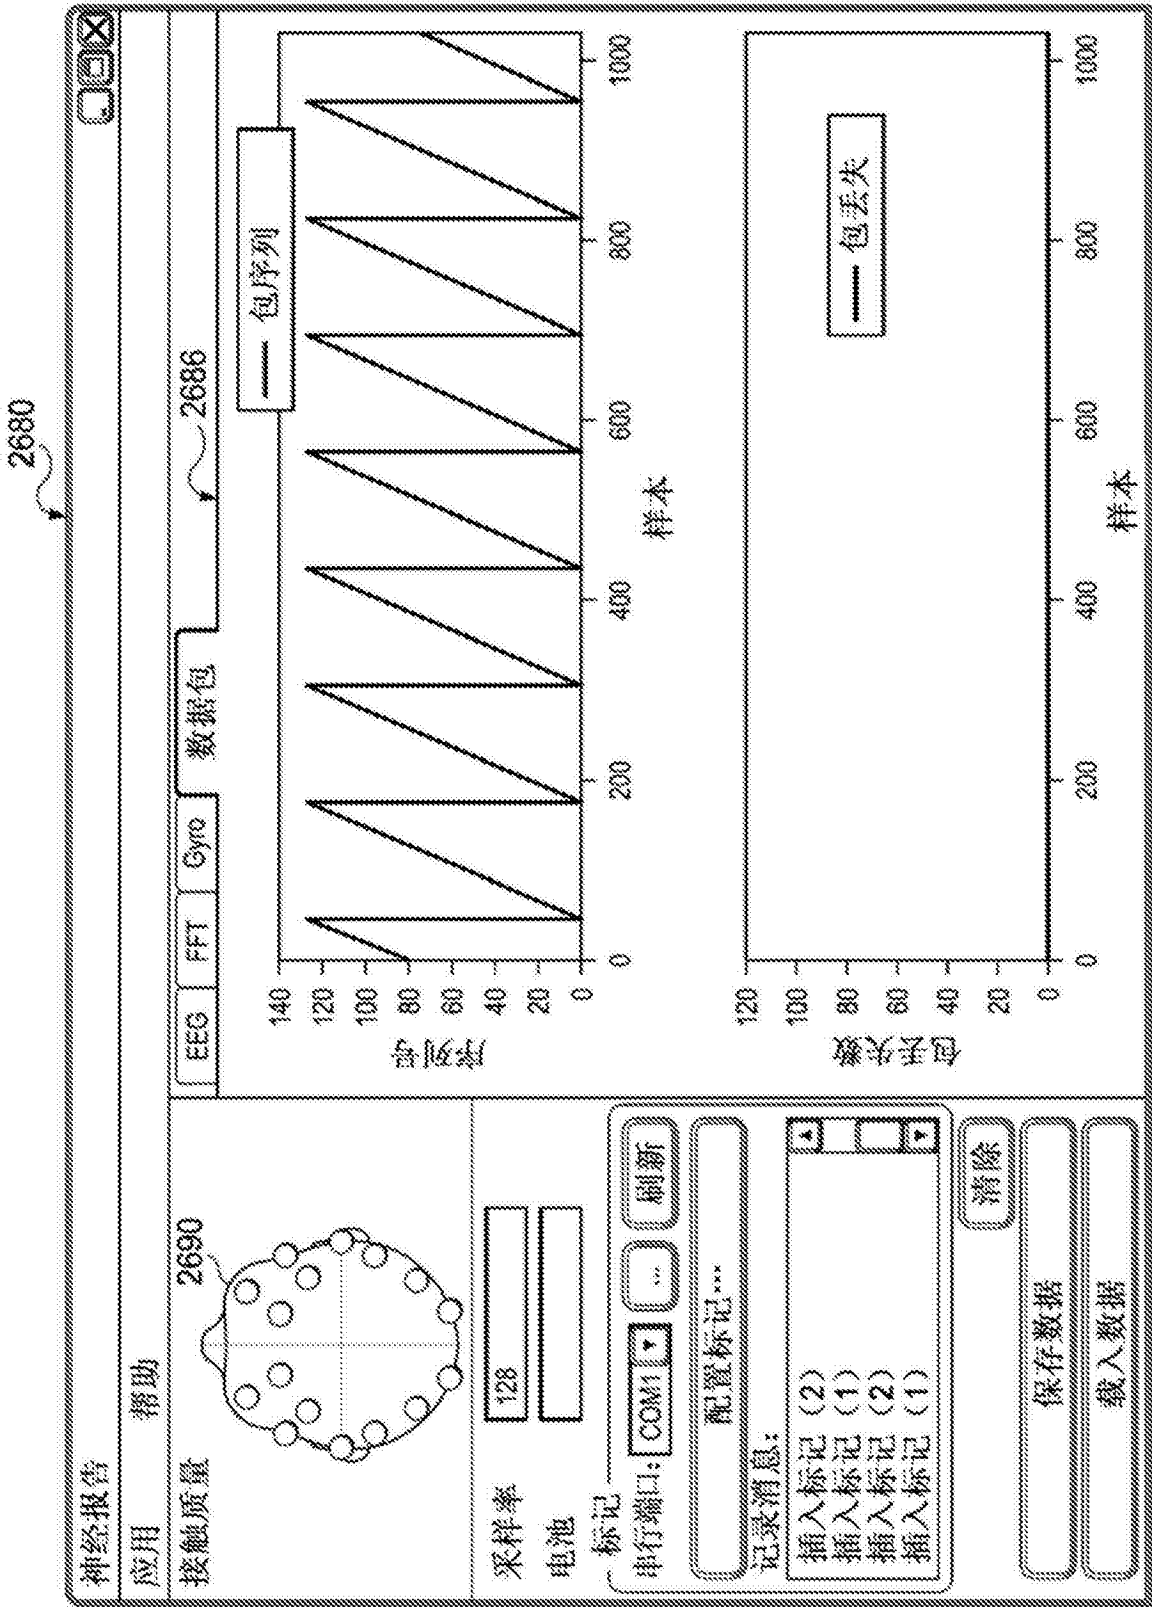 2680
神经报告
应用 帮助
接触质量
2690
采样率 128
电池
标记
串行端口: COM1 ▼ ... 刷新
配置标记…
记录消息:
插入标记 (2)
插入标记 (1)
插入标记 (2)
插入标记 (1)
清除
保存数据
载入数据
EEG FFT Gyro 数据包
2686
序列号
140
120
100
80
60
40
20
0
包序列
0 200 400 600 800 1000
样本
包丢失数
120
100
80
60
40
20
0
包丢失
0 200 400 600 800 1000
样本